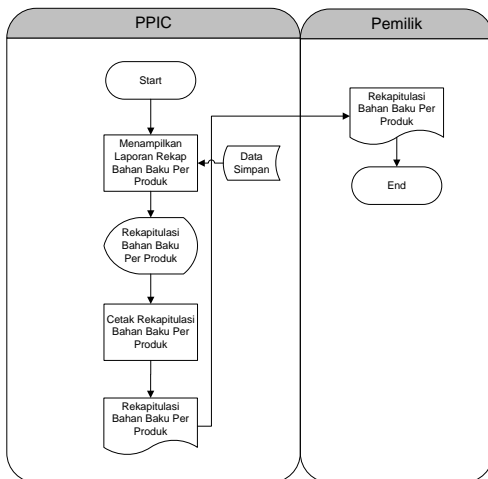 PPIC
Pemilik
Start
Menampilkan
Laporan Rekap
Bahan Baku Per
Produk
Data
Simpan
Rekapitulasi
Bahan Baku
Per Produk
Cetak Rekapitulasi
Bahan Baku Per
Produk
Rekapitulasi
Bahan Baku Per
Produk
Rekapitulasi
Bahan Baku Per
Produk
End